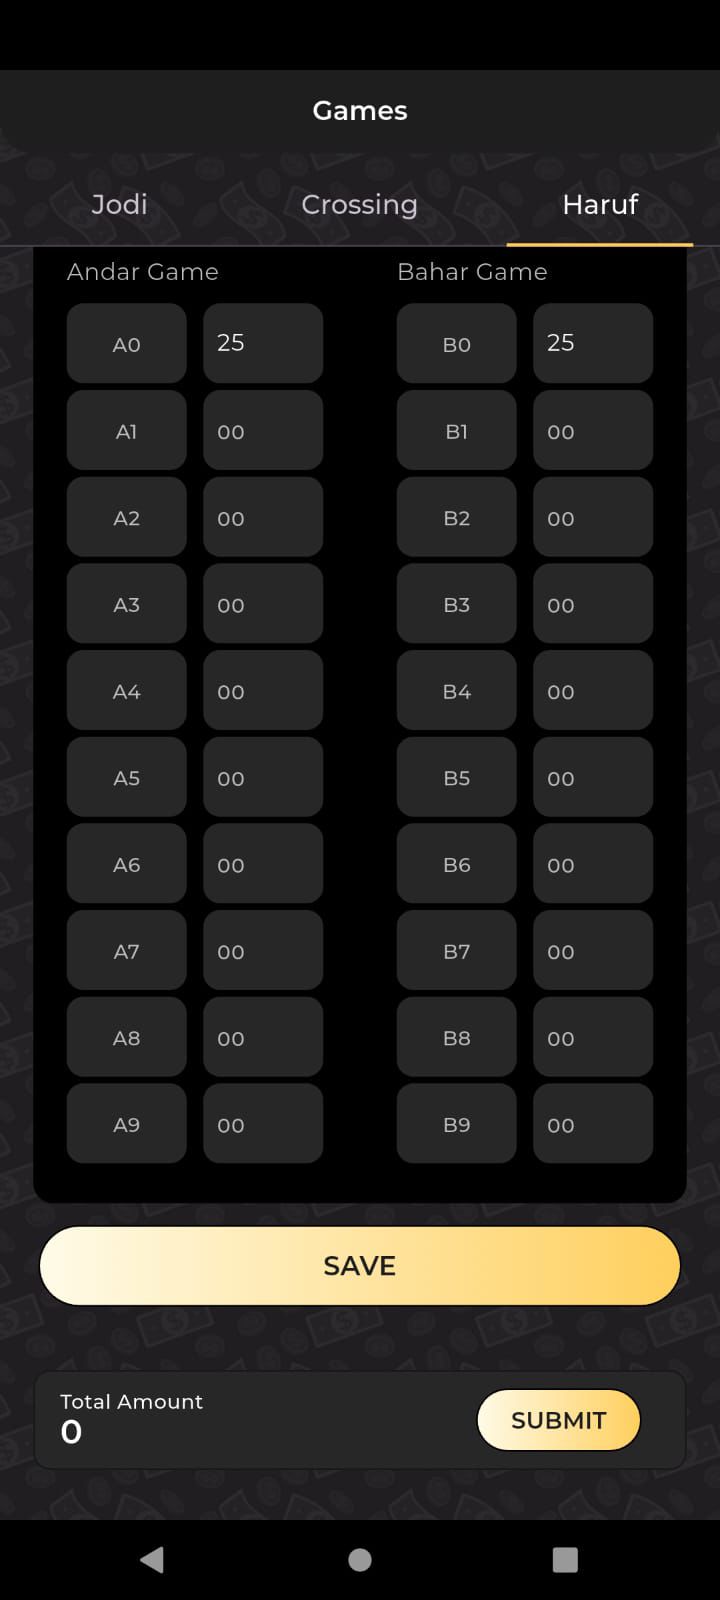 Games
Jodi Crossing Haruf
Andar Game Bahar Game
A0 25 B0 25
A1 00 B1 00
A2 00 B2 00
A3 00 B3 00
A4 00 B4 00
A5 00 B5 00
A6 00 B6 00
A7 00 B7 00
A8 00 B8 00
A9 00 B9 00
SAVE
Total Amount
0
SUBMIT